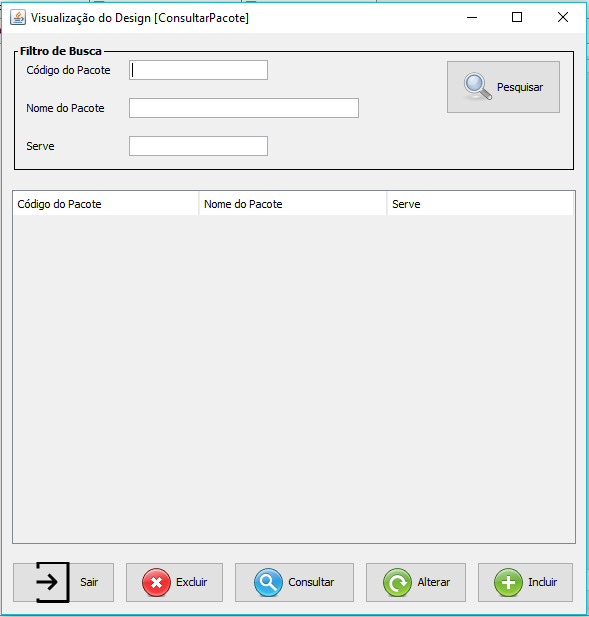 Visualização do Design [ConsultarPacote]
Filtro de Busca
Código do Pacote
Pesquisar
Nome do Pacote
Serve
Código do Pacote Nome do Pacote Serve
Sair Excluir Consultar Alterar Incluir